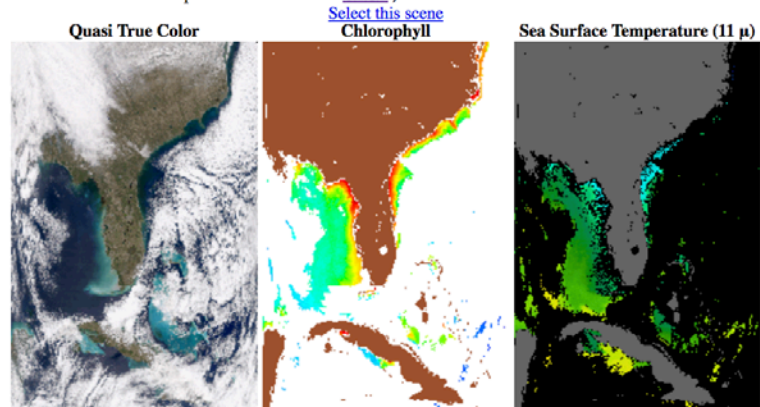 Select this scene
Quasi True Color
Chlorophyll
Sea Surface Temperature (11 µ)